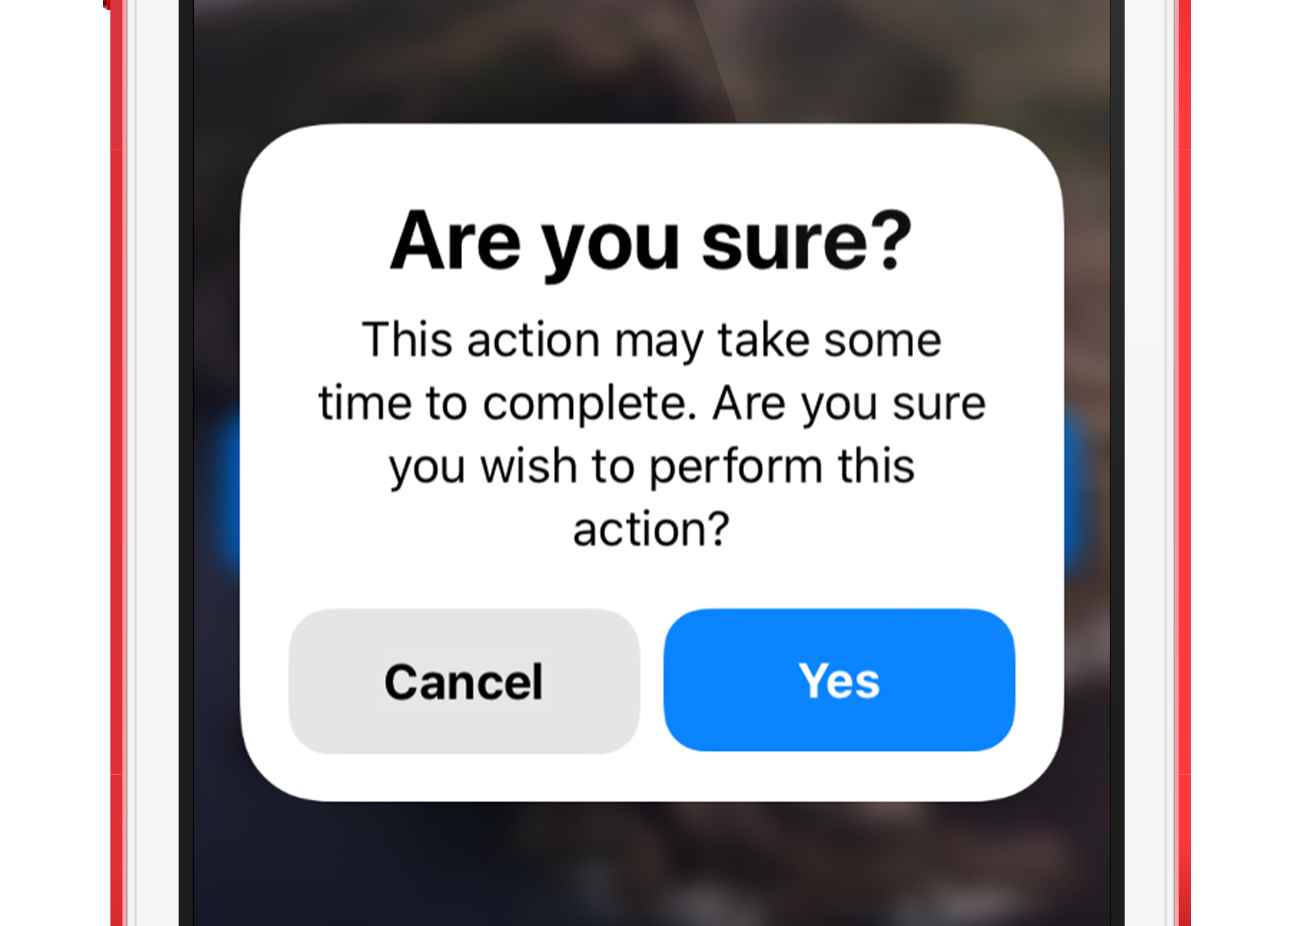 Are you sure?
This action may take some
time to complete. Are you sure
you wish to perform this
action?
Cancel
Yes